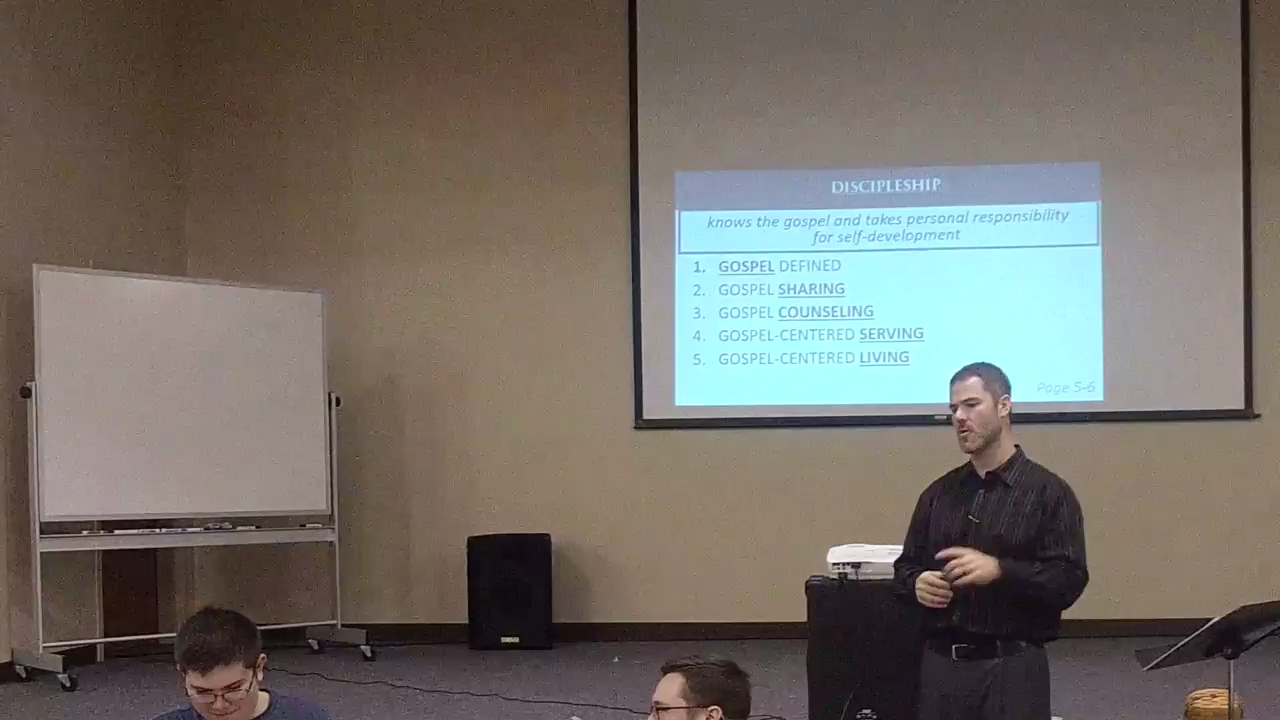 DISCIPLESHIP
knows the gospel and takes personal responsibility
for self-development
1. GOSPEL DEFINED
2. GOSPEL SHARING
3. GOSPEL COUNSELING
4. GOSPEL-CENTERED SERVING
5. GOSPEL-CENTERED LIVING
Page 5-6
YAMAHA